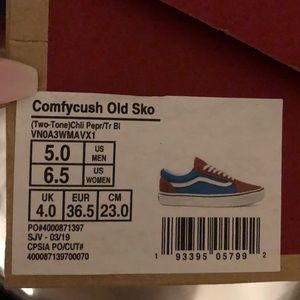 Comfycush Old Sko
(Two-Tone)Chli Pepr/Tr Bl
VN0A3WMAVX1
5.0 US MEN
6.5 US WOMEN
UK EUR CM
4.0 36.5 23.0
PO#4000871397
SJV - 03/19
CPSIA PO/CUT#
400087139700070
1 93395 05799 2